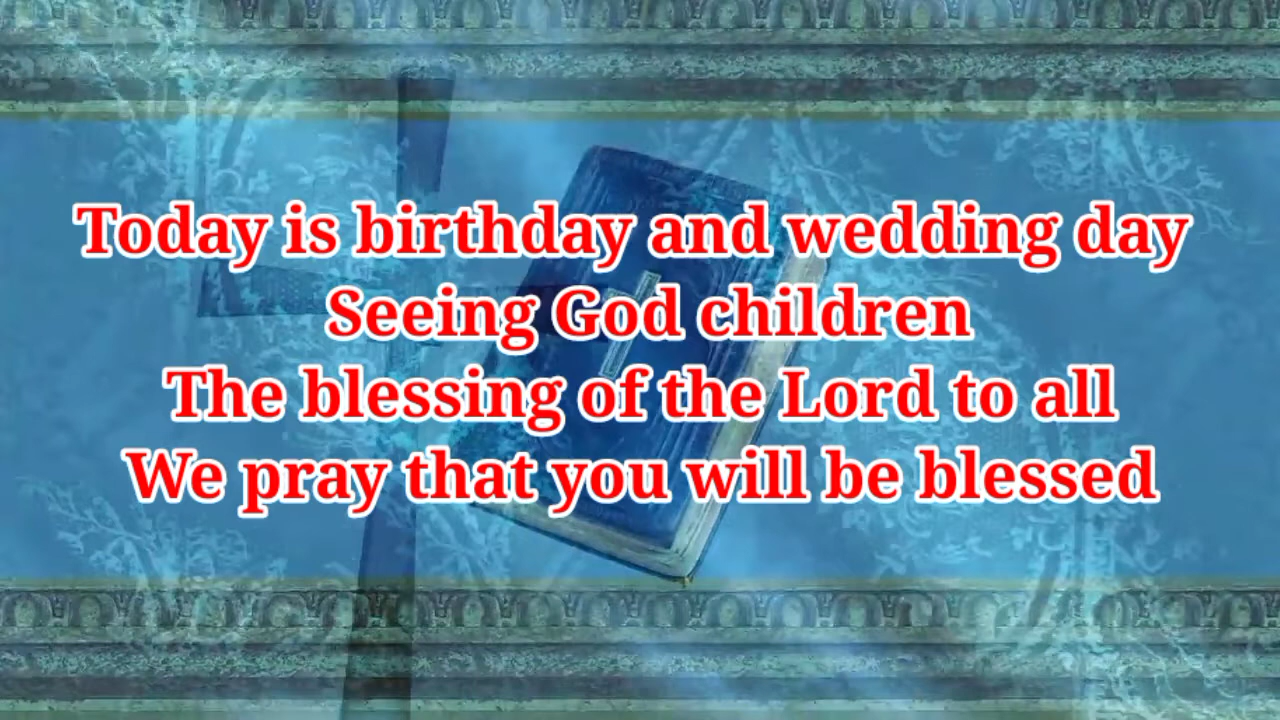 Today is birthday and wedding day
Seeing God children
The blessing of the Lord to all
We pray that you will be blessed